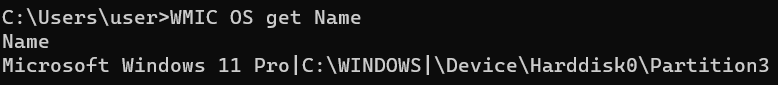 C:\Users\user>WMIC OS get Name
Name
Microsoft Windows 11 Pro|C:\WINDOWS|\Device\Harddisk0\Partition3